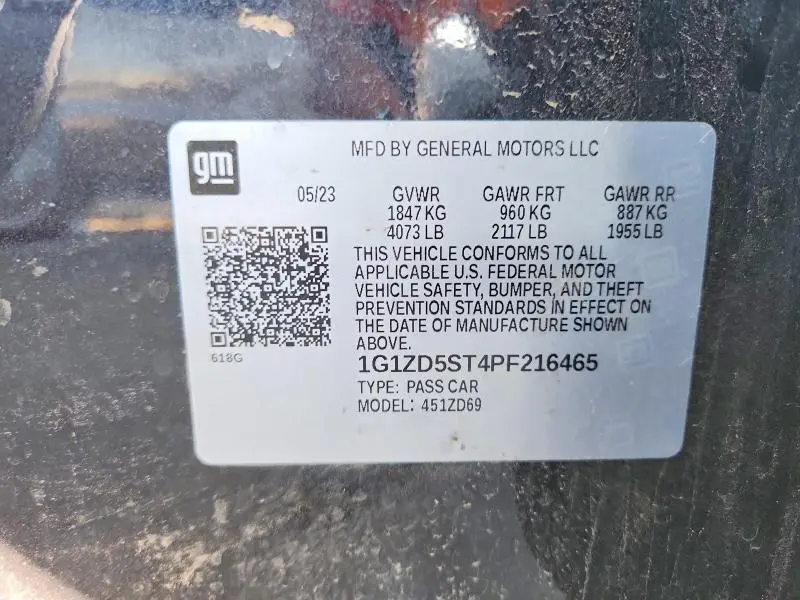 gm
MFD BY GENERAL MOTORS LLC
05/23 GVWR GAWR FRT GAWR RR
1847 KG 960 KG 887 KG
4073 LB 2117 LB 1955 LB
THIS VEHICLE CONFORMS TO ALL
APPLICABLE U.S. FEDERAL MOTOR
VEHICLE SAFETY, BUMPER, AND THEFT
PREVENTION STANDARDS IN EFFECT ON
THE DATE OF MANUFACTURE SHOWN
ABOVE.
618G
1G1ZD5ST4PF216465
TYPE: PASS CAR
MODEL: 451ZD69